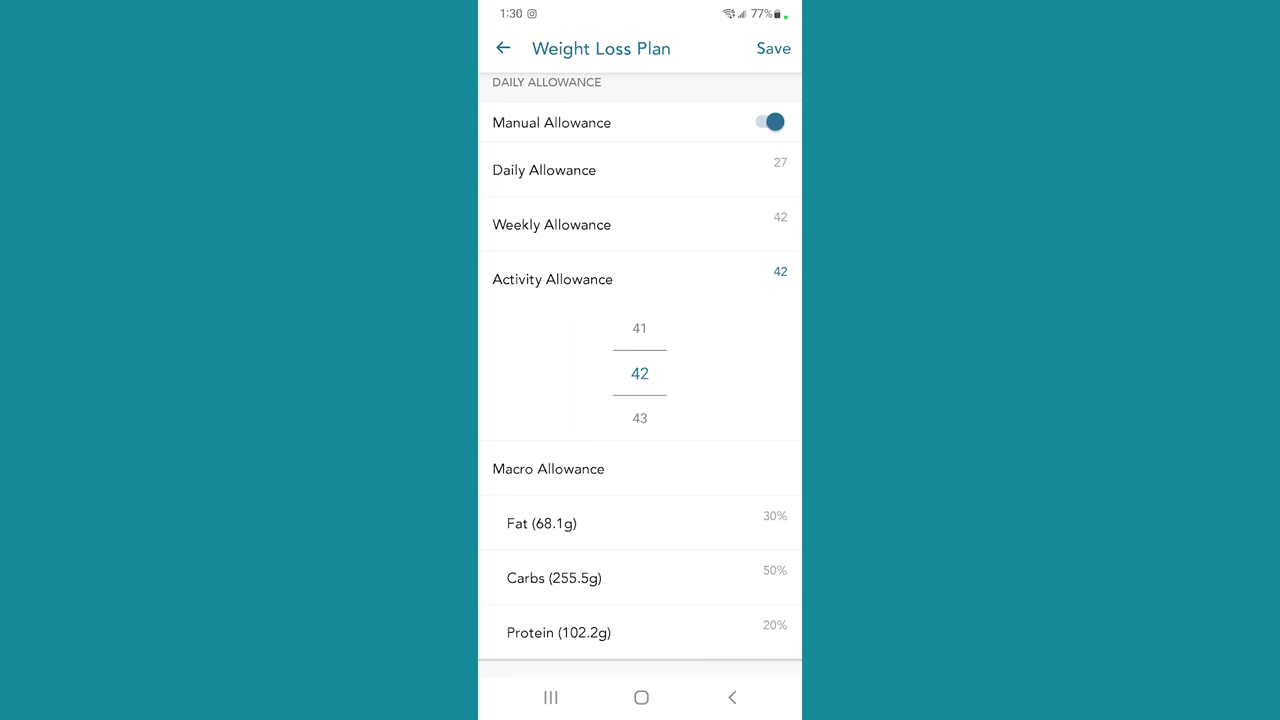 1:30 77%
Weight Loss Plan Save
DAILY ALLOWANCE
Manual Allowance
Daily Allowance 27
Weekly Allowance 42
Activity Allowance 42
41
42
43
Macro Allowance
Fat (68.1g) 30%
Carbs (255.5g) 50%
Protein (102.2g) 20%